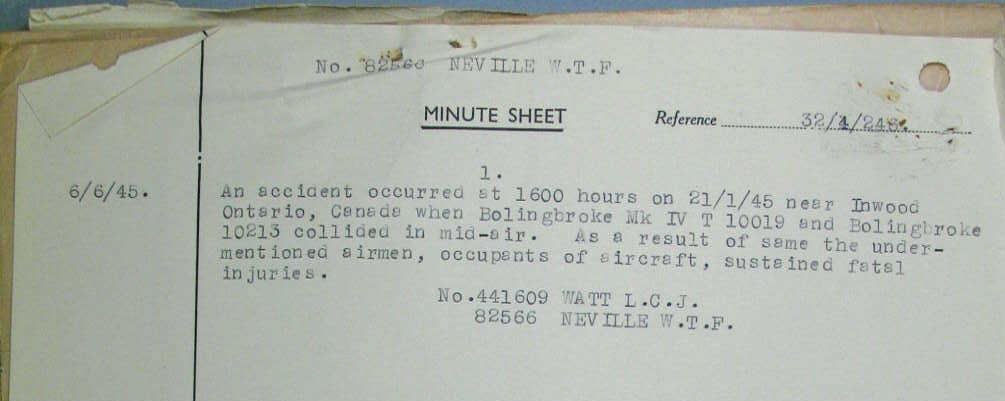 No. 82566 NEVILLE W.T.F.
MINUTE SHEET
Reference 32/4/248.
1.
6/6/45.
An accident occurred at 1600 hours on 21/1/45 near Inwood
Ontario, Canada when Bolingbroke Mk IV T 10019 and Bolingbroke
10213 collided in mid-air. As a result of same the under-
mentioned airmen, occupants of aircraft, sustained fatal
injuries.
No.441609 WATT L.C.J.
82566 NEVILLE W.T.F.